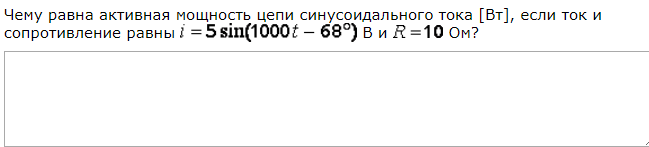 Чему равна активная мощность цепи синусоидального тока [Вт], если ток и
сопротивление равны i = 5 sin(1000t − 68°) В и R = 10 Ом?